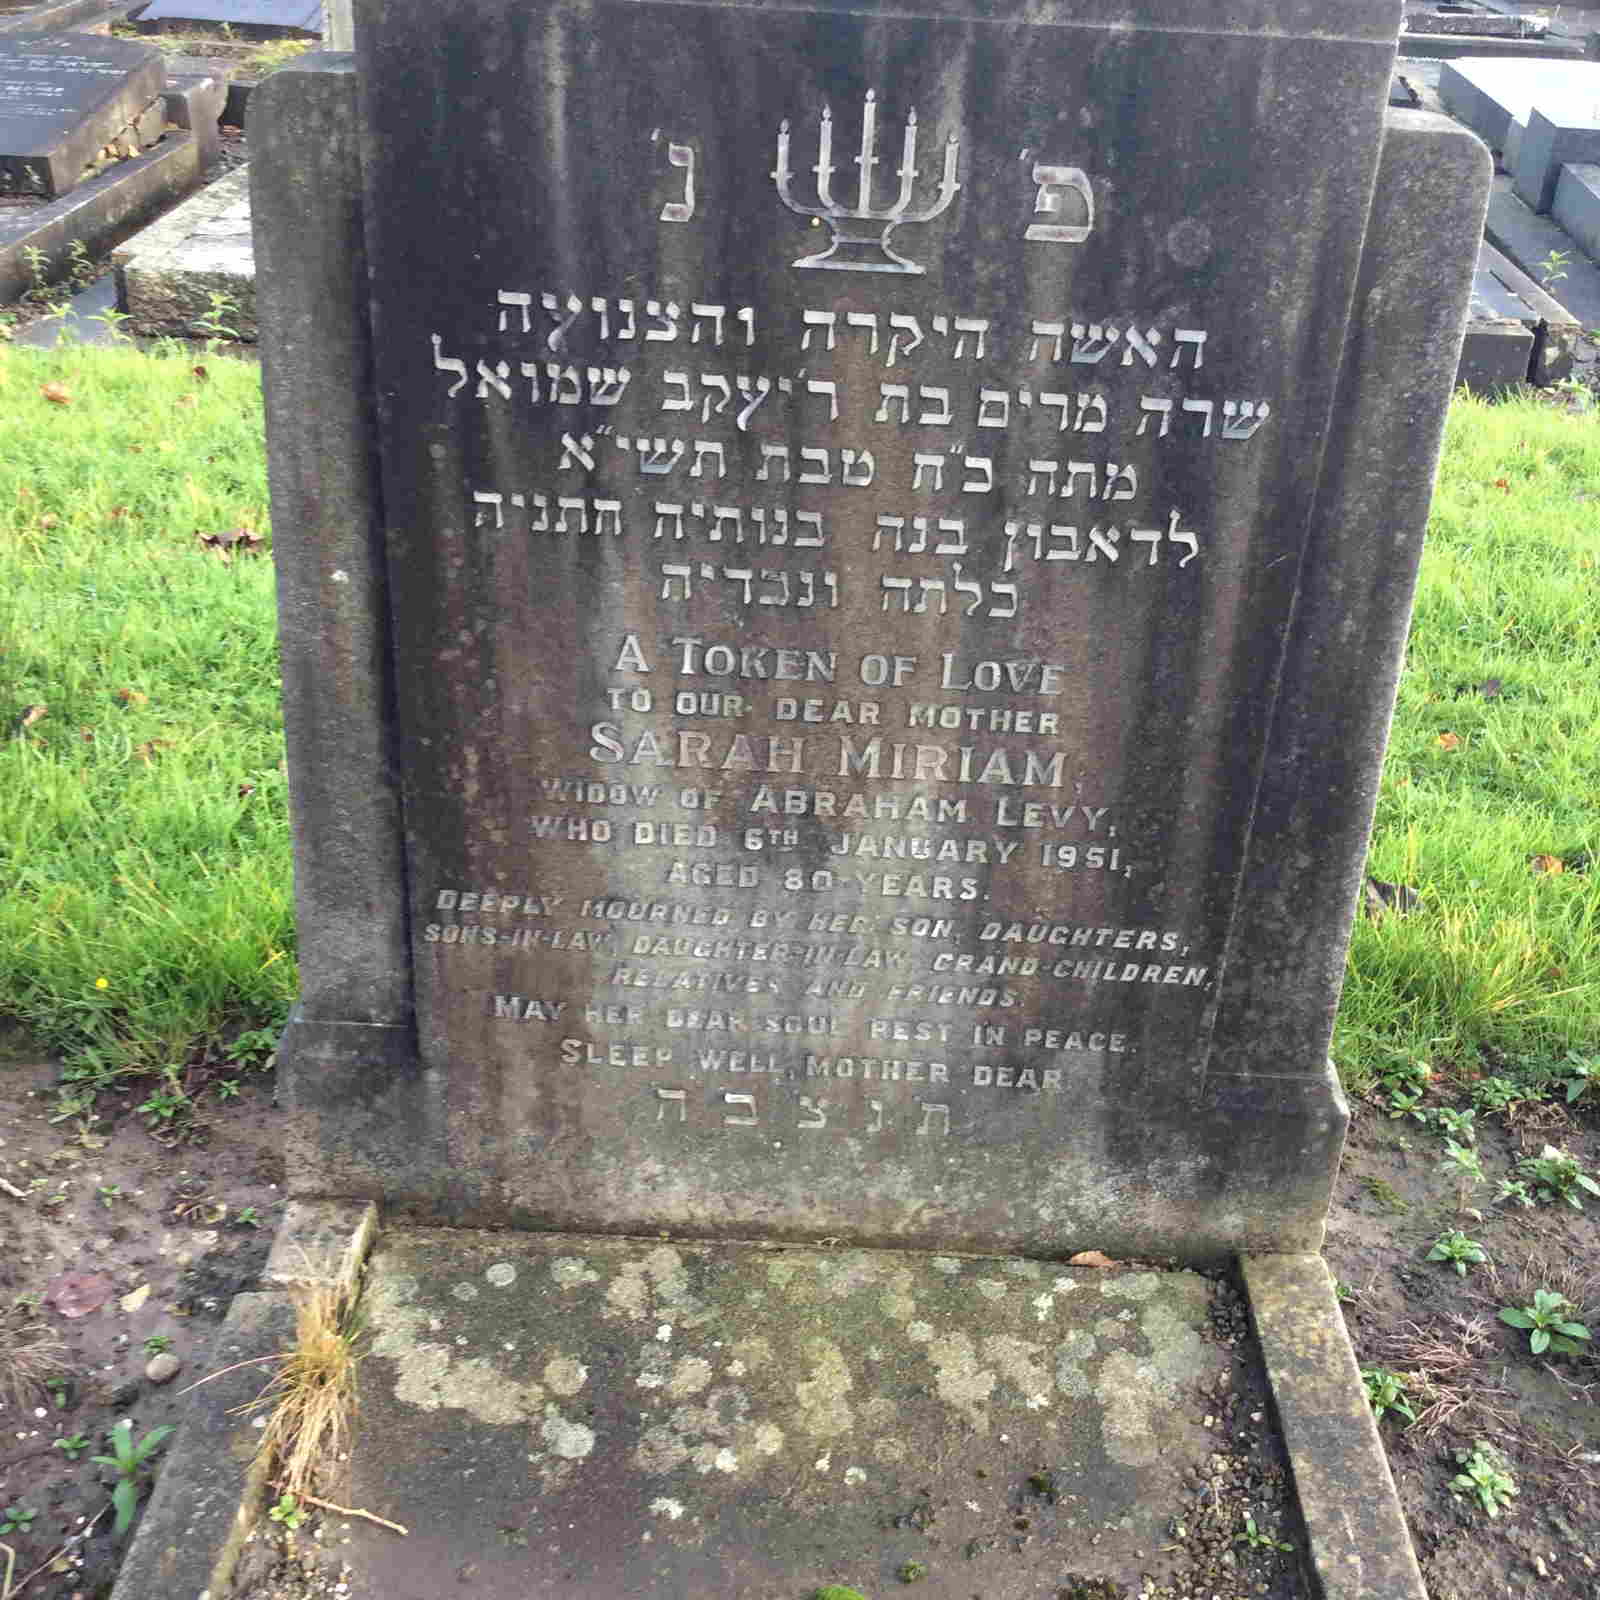 פ' נ'
האשה היקרה והצנועה
שרה מרים בת ר' יעקב שמואל
מתה כ״ח טבת תשי״א
לדאבון בנה בנותיה חתניה
כלתה ונכדיה
A TOKEN OF LOVE
TO OUR DEAR MOTHER
SARAH MIRIAM,
WIDOW OF ABRAHAM LEVY,
WHO DIED 6TH JANUARY 1951,
AGED 80 YEARS.
DEEPLY MOURNED BY HER SON, DAUGHTERS,
SONS-IN-LAW, DAUGHTER-IN-LAW, GRAND-CHILDREN,
RELATIVES AND FRIENDS.
MAY HER DEAR SOUL REST IN PEACE.
SLEEP WELL, MOTHER DEAR
ת נ צ ב ה